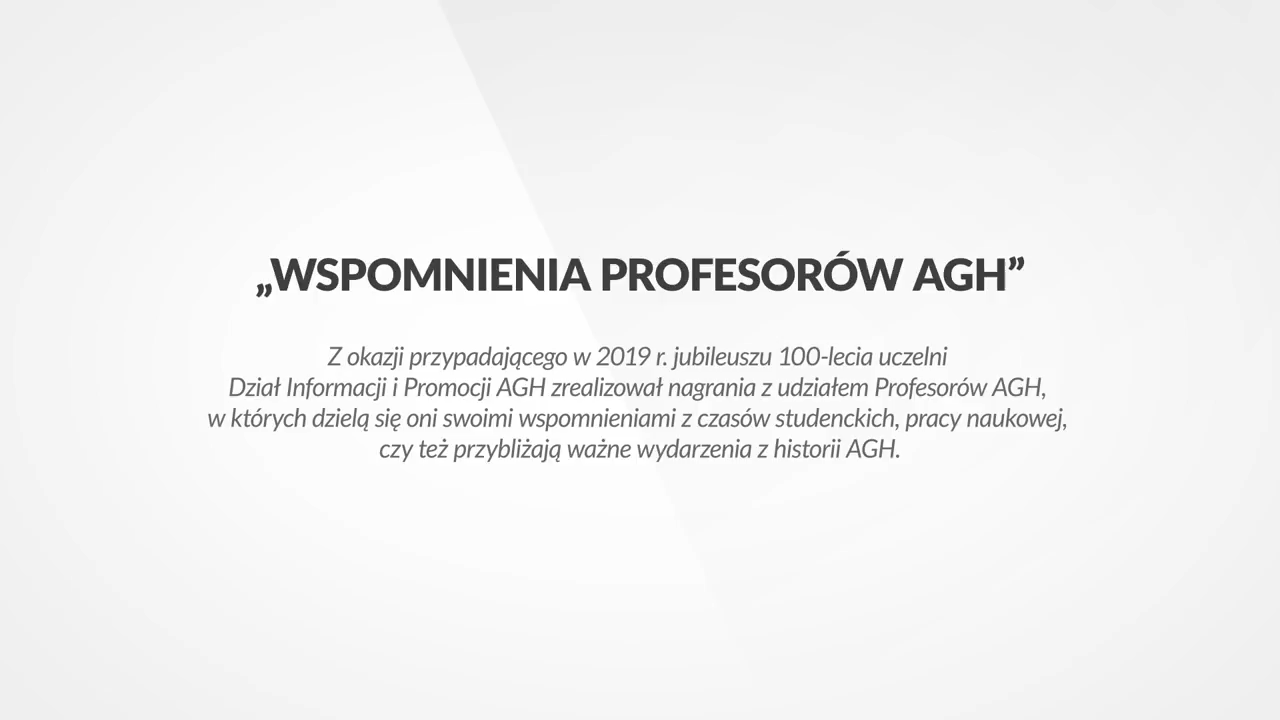 „WSPOMNIENIA PROFESORÓW AGH”
Z okazji przypadającego w 2019 r. jubileuszu 100-lecia uczelni
Dział Informacji i Promocji AGH zrealizował nagrania z udziałem Profesorów AGH,
w których dzielą się oni swoimi wspomnieniami z czasów studenckich, pracy naukowej,
czy też przybliżają ważne wydarzenia z historii AGH.